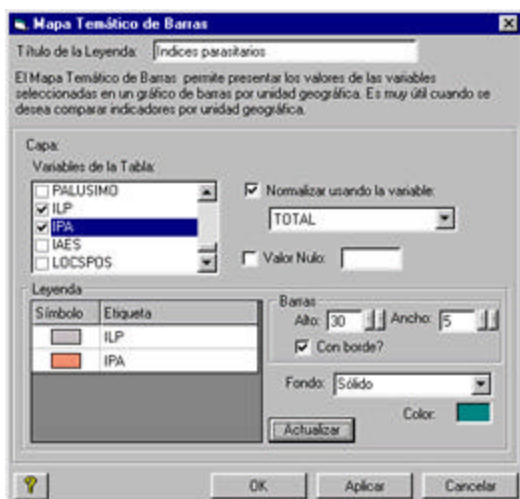 Mapa Temático de Barras
Título de la Leyenda: Indices parasitarios
El Mapa Temático de Barras permite presentar los valores de las variables
seleccionadas en un gráfico de barras por unidad geográfica. Es muy útil cuando se
desea comparar indicadores por unidad geográfica.
Capa:
Variables de la Tabla:
PALUSIMO
ILP
IPA
IAES
LOCSPOS
Normalizar usando la variable:
TOTAL
Valor Nulo:
Leyenda
Símbolo Etiqueta
ILP
IPA
Barras
Alto: 30 Ancho: 5
Con borde?
Fondo: Sólido
Color:
Actualizar
? OK Aplicar Cancelar